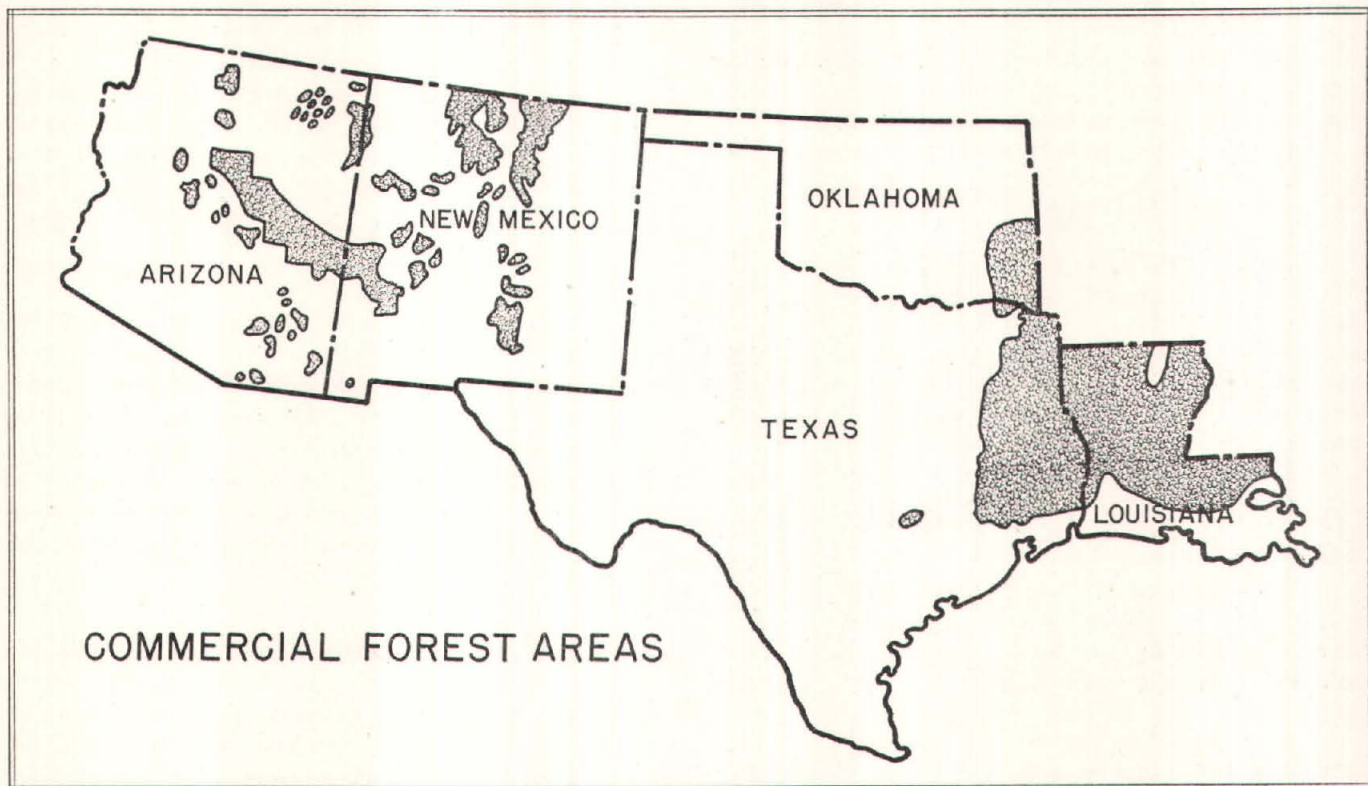 OKLAHOMA
NEW MEXICO
ARIZONA
TEXAS
LOUISIANA
COMMERCIAL FOREST AREAS